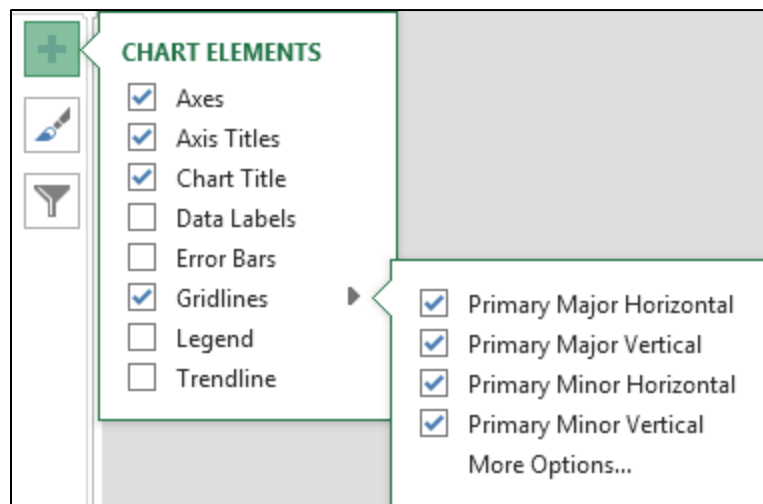 CHART ELEMENTS
Axes
Axis Titles
Chart Title
Data Labels
Error Bars
Gridlines
Legend
Trendline
Primary Major Horizontal
Primary Major Vertical
Primary Minor Horizontal
Primary Minor Vertical
More Options...